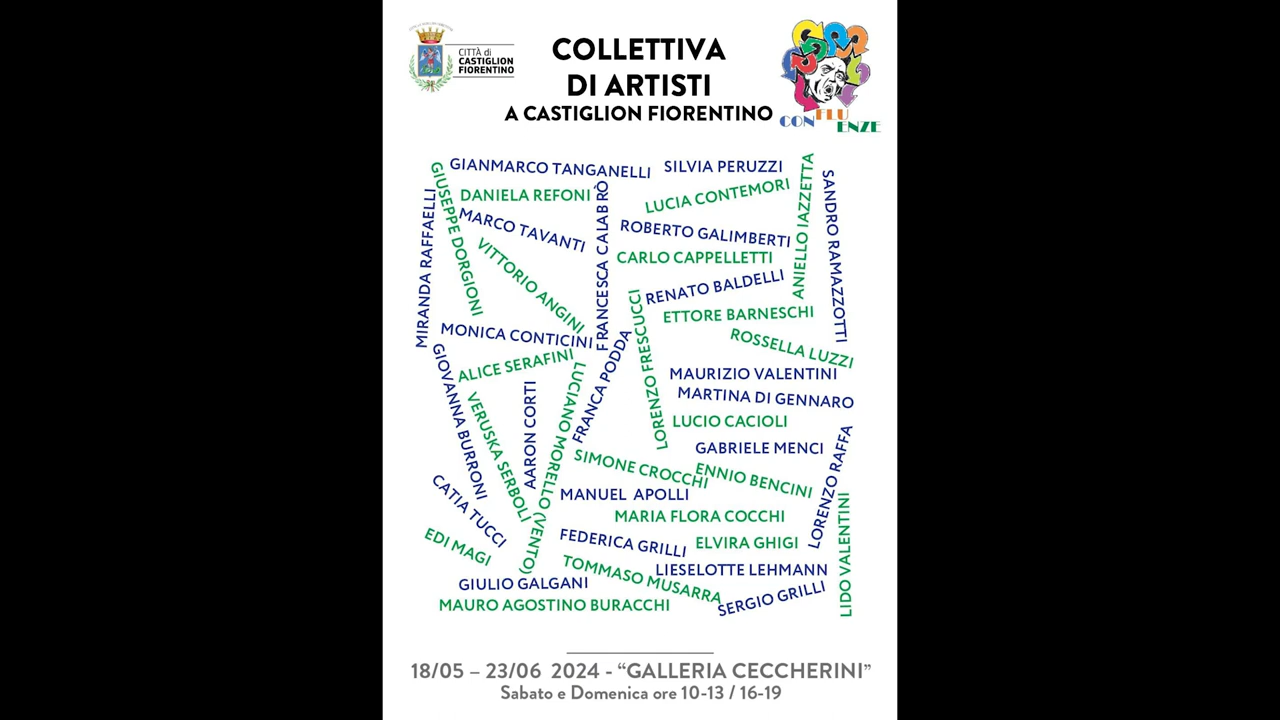 CITTÀ di
CASTIGLION
FIORENTINO
COLLETTIVA
DI ARTISTI
A CASTIGLION FIORENTINO
CONFLUENZE
GIANMARCO TANGANELLI
SILVIA PERUZZI
GIUSEPPE DORGIONI
DANIELA REFONI
LUCIA CONTEMORI
ANIELLO IAZZETTA
SANDRO RAMAZZOTTI
MIRANDA RAFFAELLI
MARCO TAVANTI
FRANCESCA CALABRÒ
ROBERTO GALIMBERTI
VITTORIO ANGINI
CARLO CAPPELLETTI
RENATO BALDELLI
LORENZO FRESCUCCI
ETTORE BARNESCHI
MONICA CONTICINI
ROSSELLA LUZZI
GIOVANNA BURRONI
ALICE SERAFINI
LUCIANO MORELLO (VENTO)
FRANCA PODDA
MAURIZIO VALENTINI
MARTINA DI GENNARO
VERUSKA SERBOLI
AARON CORTI
LUCIO CACIOLI
GABRIELE MENCI
LORENZO RAFFA
SIMONE CROCCHI
ENNIO BENCINI
CATIA TUCCI
MANUEL APOLLI
LIDO VALENTINI
MARIA FLORA COCCHI
EDI MAGI
FEDERICA GRILLI
ELVIRA GHIGI
TOMMASO MUSARRA
LIESELOTTE LEHMANN
GIULIO GALGANI
SERGIO GRILLI
MAURO AGOSTINO BURACCHI
18/05 – 23/06 2024 - “GALLERIA CECCHERINI”
Sabato e Domenica ore 10-13 / 16-19